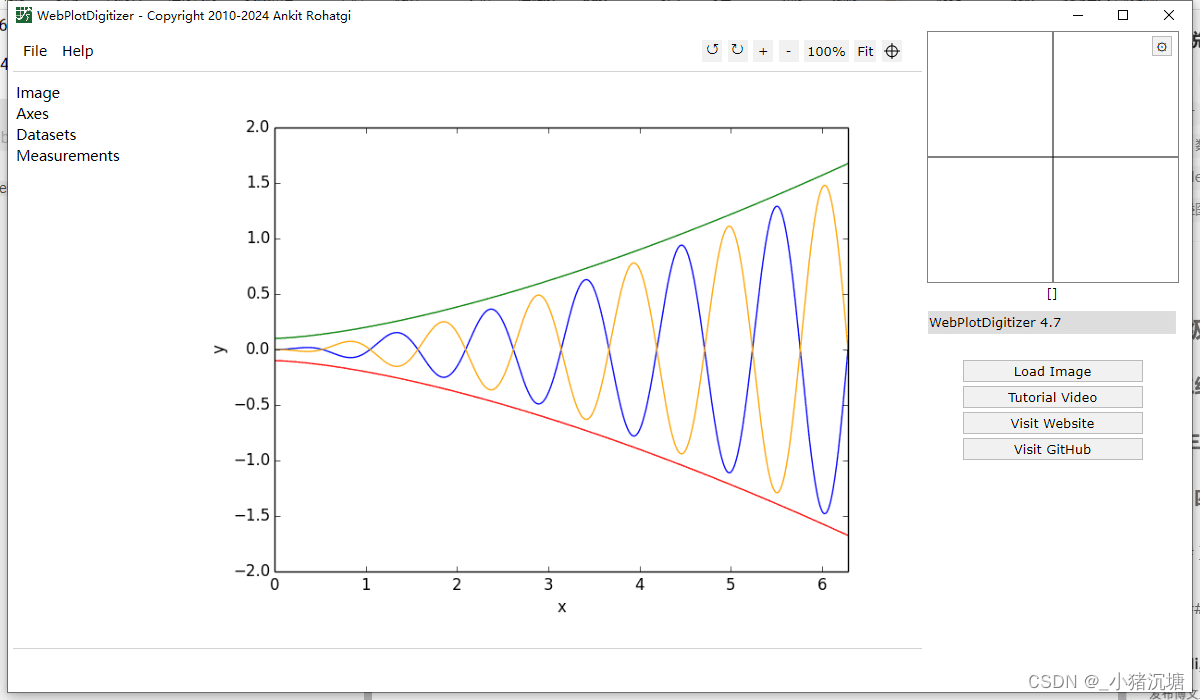 WebPlotDigitizer - Copyright 2010-2024 Ankit Rohatgi
File Help
↺ ↻ + - 100% Fit
Image
Axes
Datasets
Measurements
2.0
1.5
1.0
0.5
0.0
−0.5
−1.0
−1.5
−2.0
y
0 1 2 3 4 5 6
x
[]
WebPlotDigitizer 4.7
Load Image
Tutorial Video
Visit Website
Visit GitHub
CSDN @_小猪沉塘